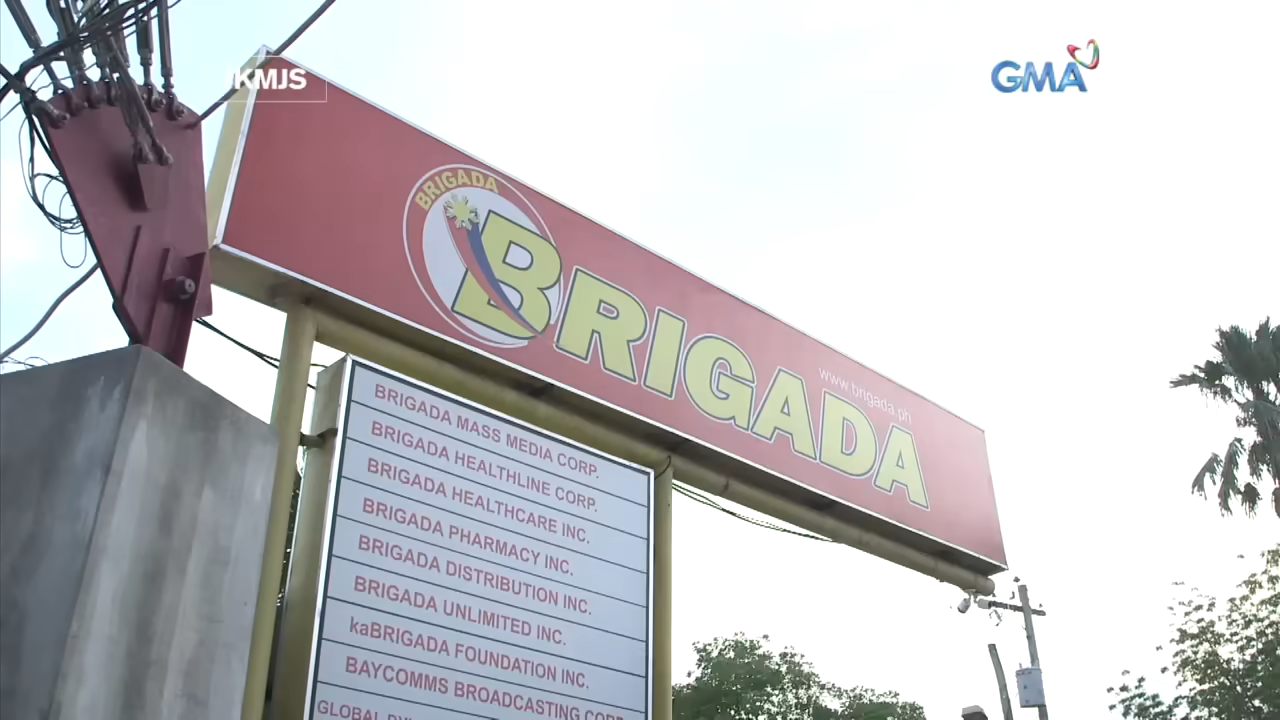 KMJS
GMA
BRIGADA
BRIGADA
www.brigada.ph
BRIGADA MASS MEDIA CORP.
BRIGADA HEALTHLINE CORP.
BRIGADA HEALTHCARE INC.
BRIGADA PHARMACY INC.
BRIGADA DISTRIBUTION INC.
BRIGADA UNLIMITED INC.
kaBRIGADA FOUNDATION INC.
BAYCOMMS BROADCASTING CORP.
GLOBAL